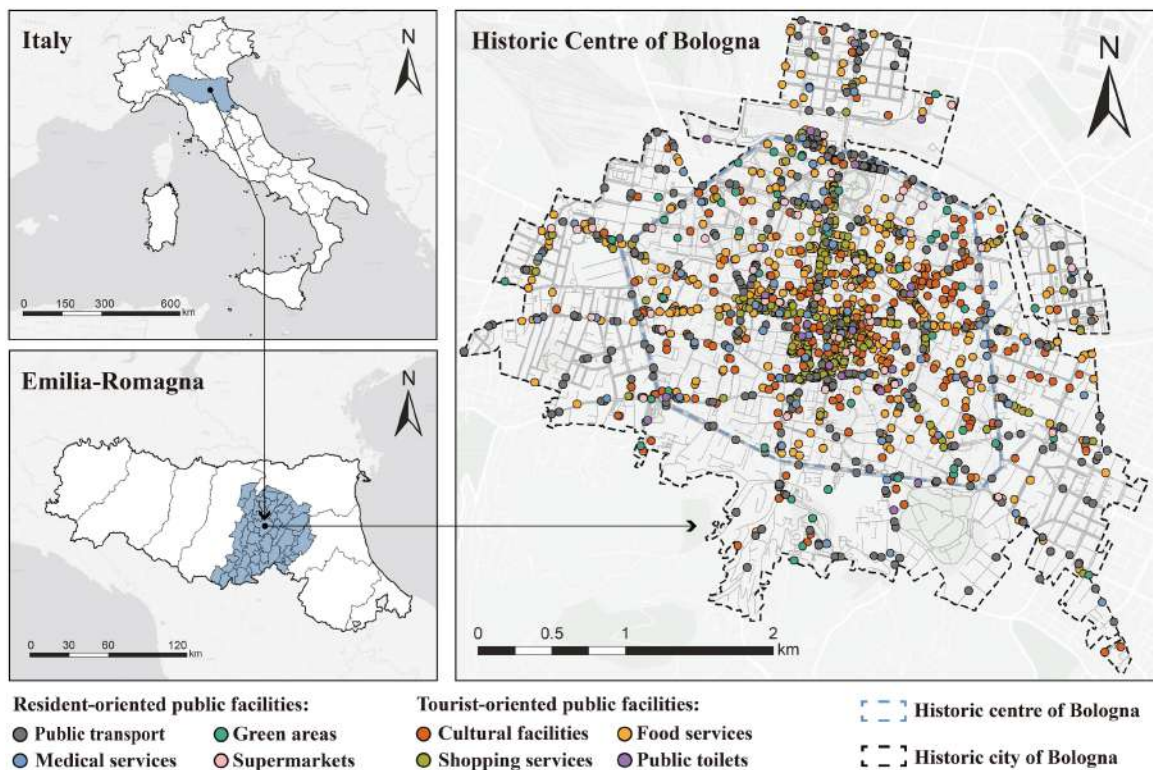 Italy
N
0 150 300 600
km
Emilia-Romagna
N
0 30 60 120
km
Historic Centre of Bologna
N
0 0.5 1 2
km
Resident-oriented public facilities:
Public transport
Green areas
Medical services
Supermarkets
Tourist-oriented public facilities:
Cultural facilities
Food services
Shopping services
Public toilets
Historic centre of Bologna
Historic city of Bologna